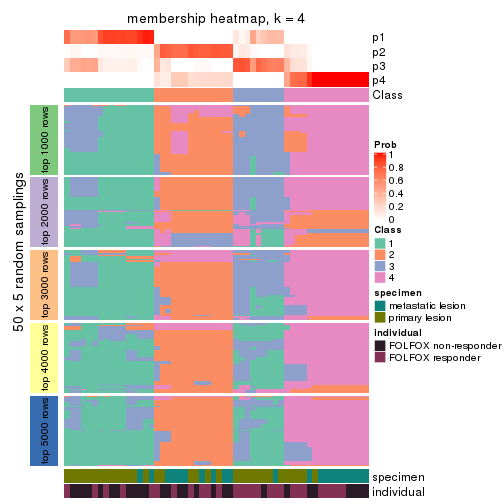 membership heatmap, k = 4
p1
p2
p3
p4
Class
50 x 5 random samplings
top 1000 rows
top 2000 rows
top 3000 rows
top 4000 rows
top 5000 rows
specimen
individual
Prob
1
0.8
0.6
0.4
0.2
0
Class
1
2
3
4
specimen
metastatic lesion
primary lesion
individual
FOLFOX non-responder
FOLFOX responder